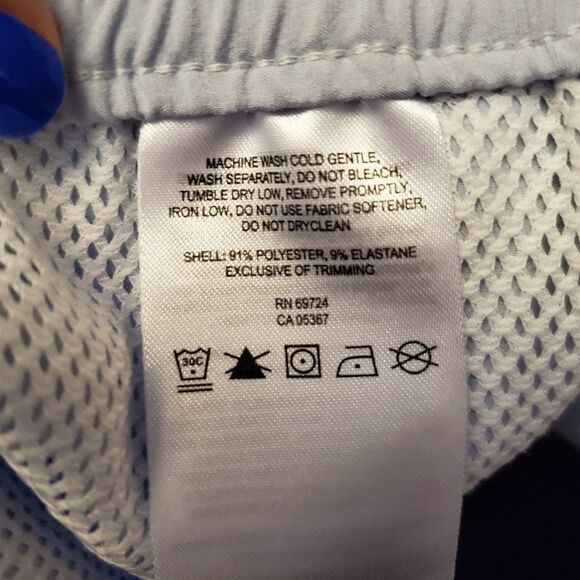 MACHINE WASH COLD GENTLE,
WASH SEPARATELY, DO NOT BLEACH,
TUMBLE DRY LOW, REMOVE PROMPTLY,
IRON LOW, DO NOT USE FABRIC SOFTENER,
DO NOT DRYCLEAN
SHELL: 91% POLYESTER, 9% ELASTANE
EXCLUSIVE OF TRIMMING
RN 69724
CA 05367
30C